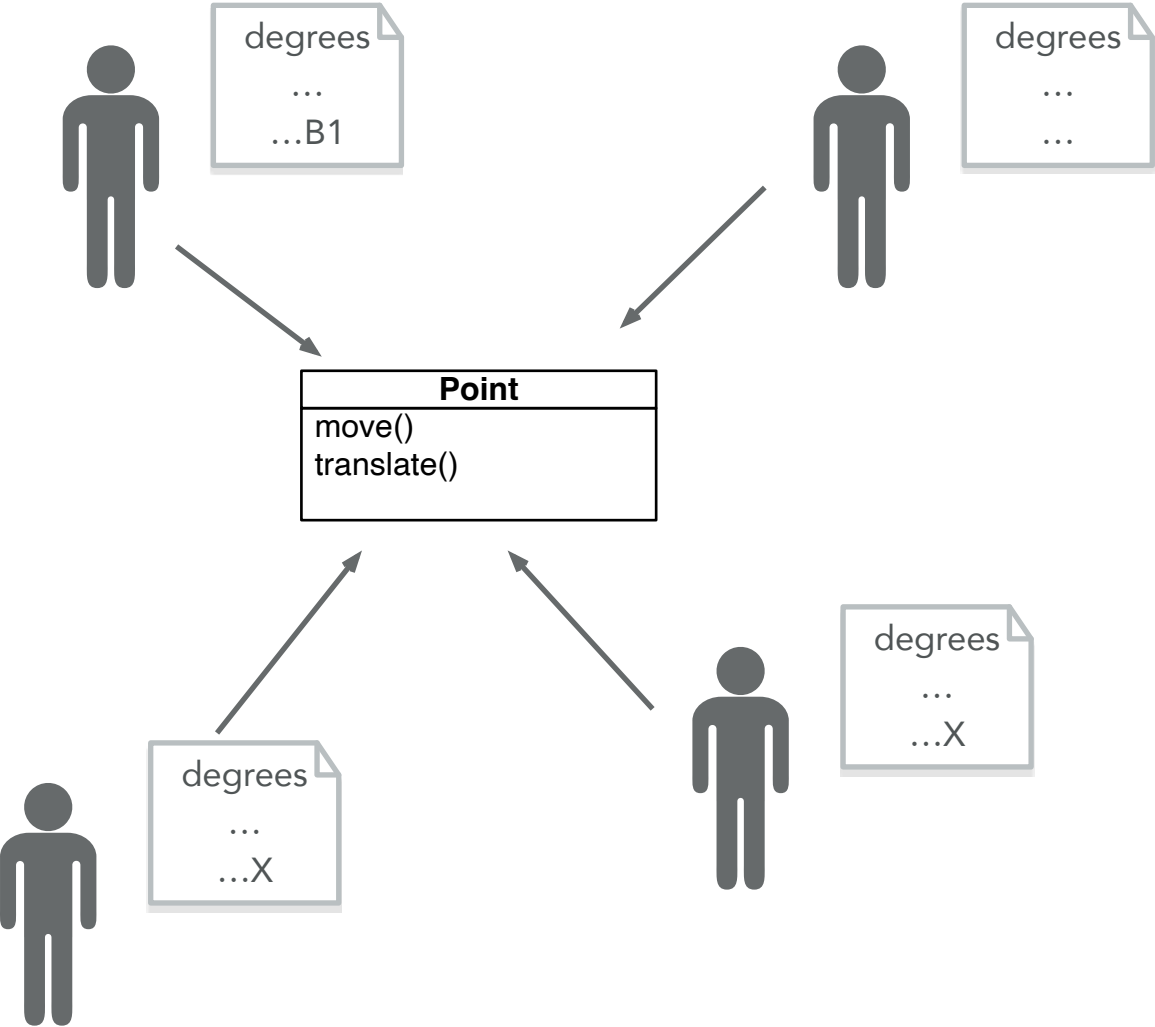 degrees
…
…B1
degrees
…
…
Point
move()
translate()
degrees
…
…X
degrees
…
…X